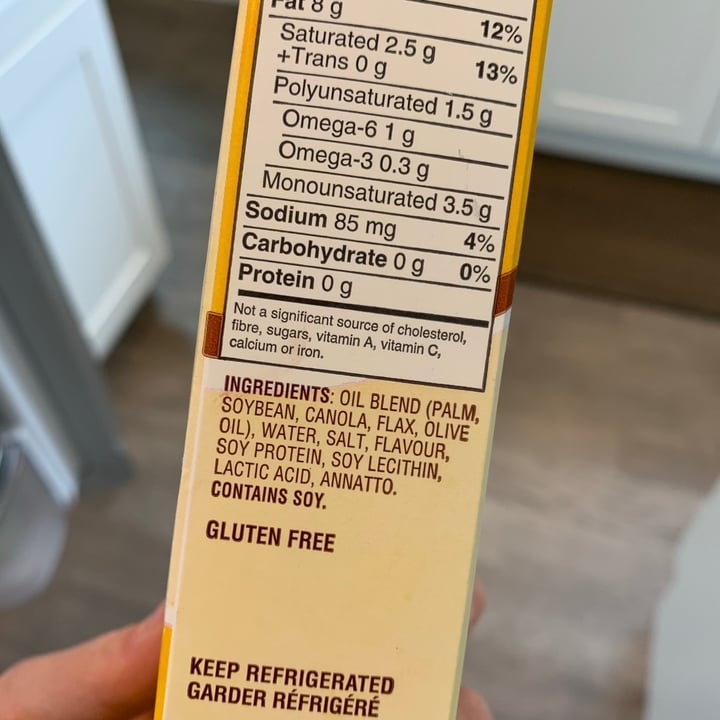 Fat 8 g 12%
Saturated 2.5 g
+Trans 0 g 13%
Polyunsaturated 1.5 g
Omega-6 1 g
Omega-3 0.3 g
Monounsaturated 3.5 g
Sodium 85 mg 4%
Carbohydrate 0 g 0%
Protein 0 g
Not a significant source of cholesterol,
fibre, sugars, vitamin A, vitamin C,
calcium or iron.
INGREDIENTS: OIL BLEND (PALM,
SOYBEAN, CANOLA, FLAX, OLIVE
OIL), WATER, SALT, FLAVOUR,
SOY PROTEIN, SOY LECITHIN,
LACTIC ACID, ANNATTO.
CONTAINS SOY.
GLUTEN FREE
KEEP REFRIGERATED
GARDER RÉFRIGÉRÉ